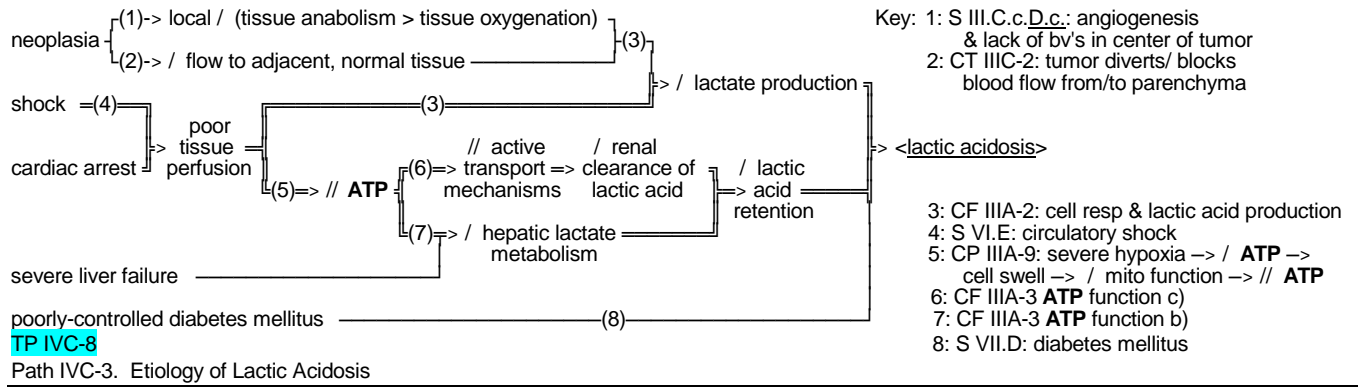 neoplasia
(1)-> local / (tissue anabolism > tissue oxygenation)
(2)-> / flow to adjacent, normal tissue
(3)
shock =(4)
cardiac arrest
> poor tissue perfusion
(3)
> / lactate production
(5)=> // ATP
(6)=> // active transport mechanisms => / renal clearance of lactic acid
(7)=> / hepatic lactate metabolism
=> / lactic acid retention
> <lactic acidosis>
severe liver failure
poorly-controlled diabetes mellitus
(8)
Key: 1: S III.C.c.D.c.: angiogenesis
& lack of bv's in center of tumor
2: CT IIIC-2: tumor diverts/ blocks
blood flow from/to parenchyma
3: CF IIIA-2: cell resp & lactic acid production
4: S VI.E: circulatory shock
5: CP IIIA-9: severe hypoxia –> / ATP –>
cell swell –> / mito function –> // ATP
6: CF IIIA-3 ATP function c)
7: CF IIIA-3 ATP function b)
8: S VII.D: diabetes mellitus
TP IVC-8
Path IVC-3. Etiology of Lactic Acidosis